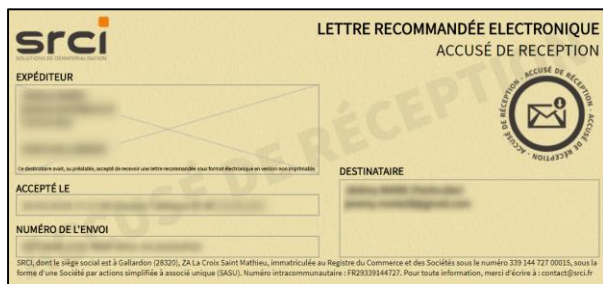 srci
SOLUTIONS DE DÉMATÉRIALISATION
LETTRE RECOMMANDÉE ELECTRONIQUE
ACCUSÉ DE RECEPTION
EXPÉDITEUR
Ce destinataire avait, au préalable, accepté de recevoir une lettre recommandée sous format électronique en version non imprimable.
ACCUSÉ DE RÉCEPTION - ACCUSÉ DE RÉCEPTION -
ACCUSÉ DE RÉCEPTION
DESTINATAIRE
ACCEPTÉ LE
NUMÉRO DE L'ENVOI
SRCI, dont le siège social est à Gallardon (28320), ZA La Croix Saint Mathieu, immatriculée au Registre du Commerce et des Sociétés sous le numéro 339 144 727 00015, sous la
forme d'une Société par actions simplifiée à associé unique (SASU). Numéro intracommunautaire : FR29339144727. Pour toute information, merci d'écrire à : contact@srci.fr